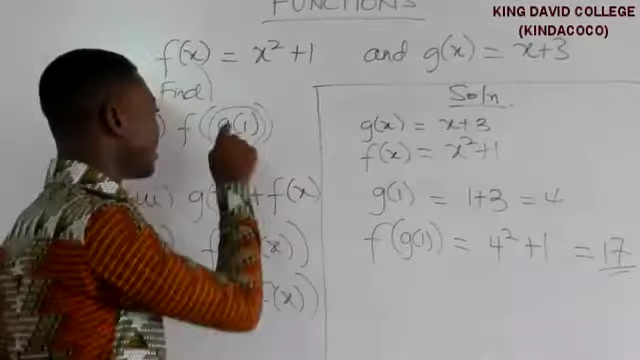 FUNCTIONS
KING DAVID COLLEGE
(KINDACOCO)
f(x) = x² + 1 and g(x) = x+3
Find
f(g(1))
g( + f(x)
x))
f(x))
Soln.
g(x) = x+3
f(x) = x²+1
g(1) = 1+3 = 4
f(g(1)) = 4² + 1 = 17